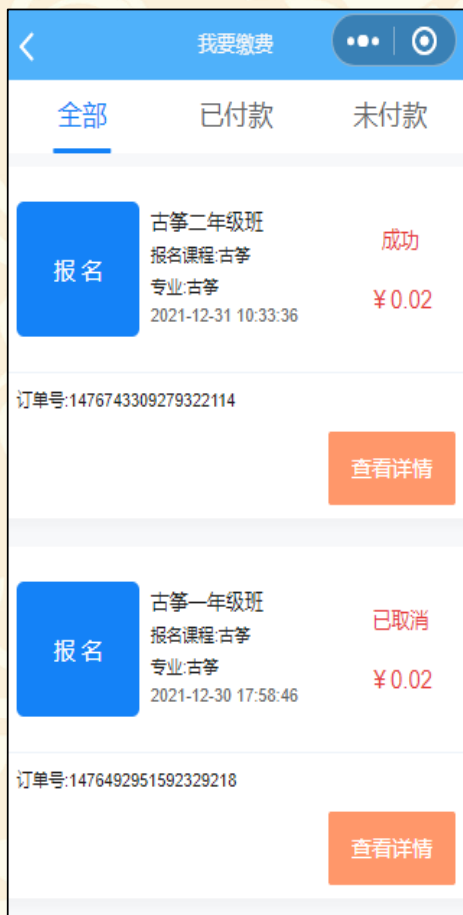 我要缴费
全部 已付款 未付款
报名
古筝二年级班
报名课程:古筝
专业:古筝
2021-12-31 10:33:36
成功
￥0.02
订单号:1476743309279322114
查看详情
报名
古筝一年级班
报名课程:古筝
专业:古筝
2021-12-30 17:58:46
已取消
￥0.02
订单号:1476492951592329218
查看详情